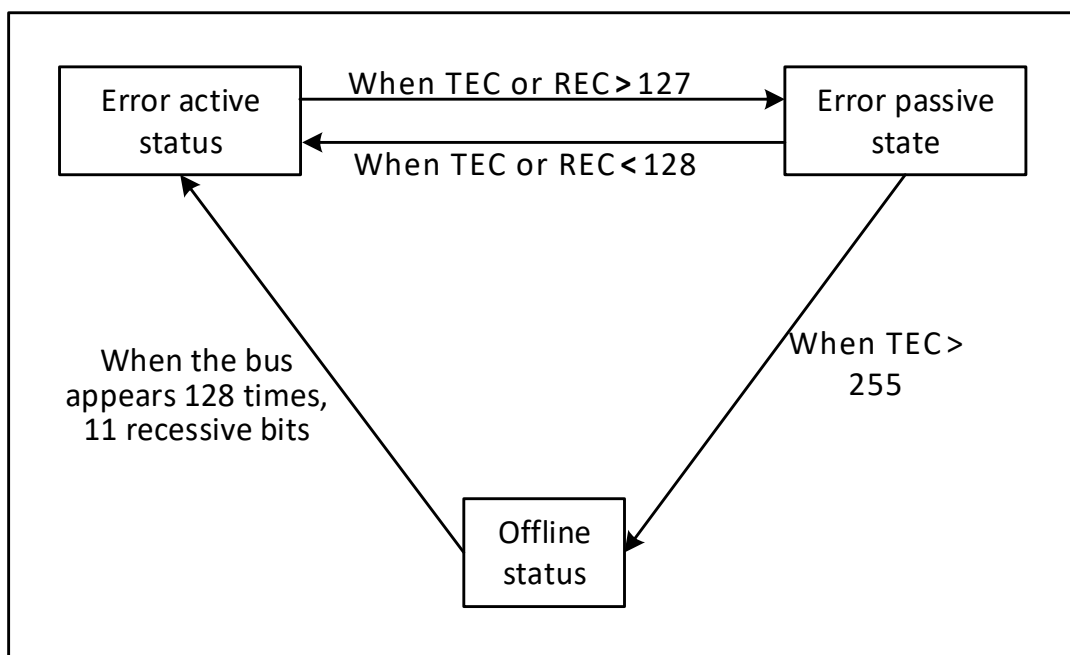 Error active
status
When TEC or REC>127
Error passive
state
When TEC or REC<128
When the bus
appears 128 times,
11 recessive bits
When TEC>
255
Offline
status